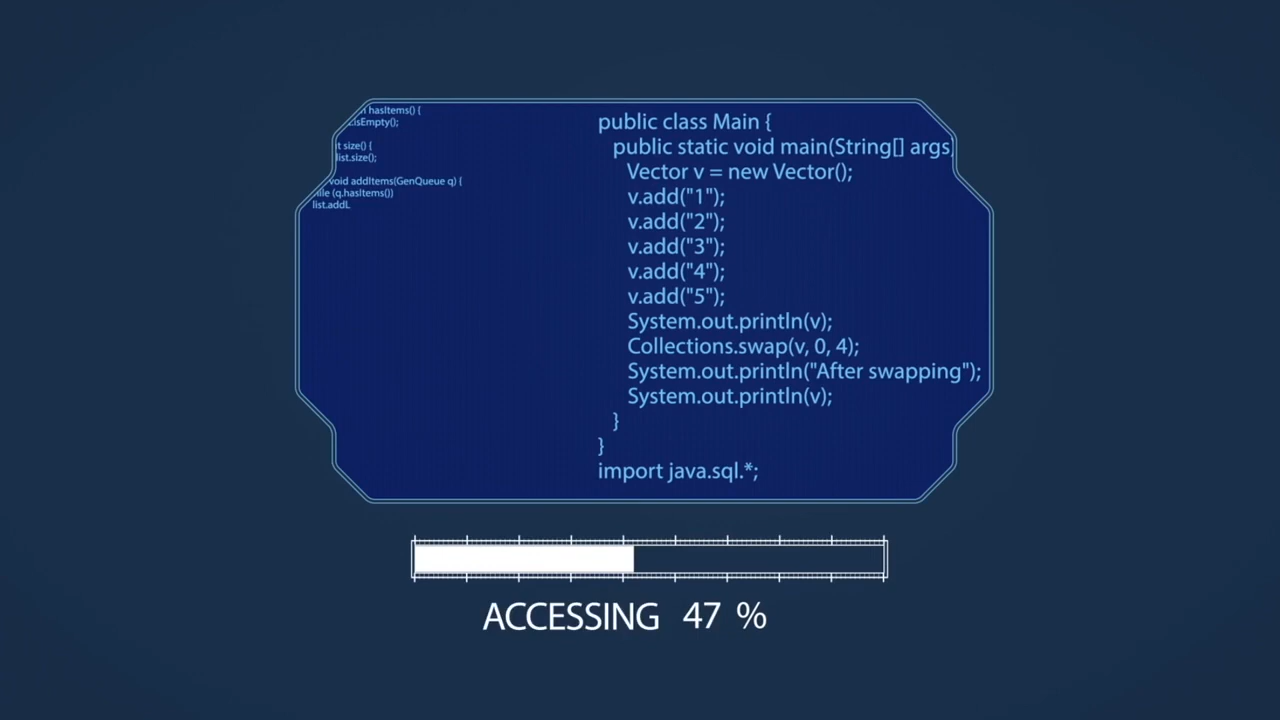 hasItems() {
.isEmpty();
size() {
list.size();
void addItems(GenQueue q) {
(q.hasItems())
list.addL
public class Main {
public static void main(String[] args)
Vector v = new Vector();
v.add("1");
v.add("2");
v.add("3");
v.add("4");
v.add("5");
System.out.println(v);
Collections.swap(v, 0, 4);
System.out.println("After swapping");
System.out.println(v);
}
}
import java.sql.*;
ACCESSING 47 %